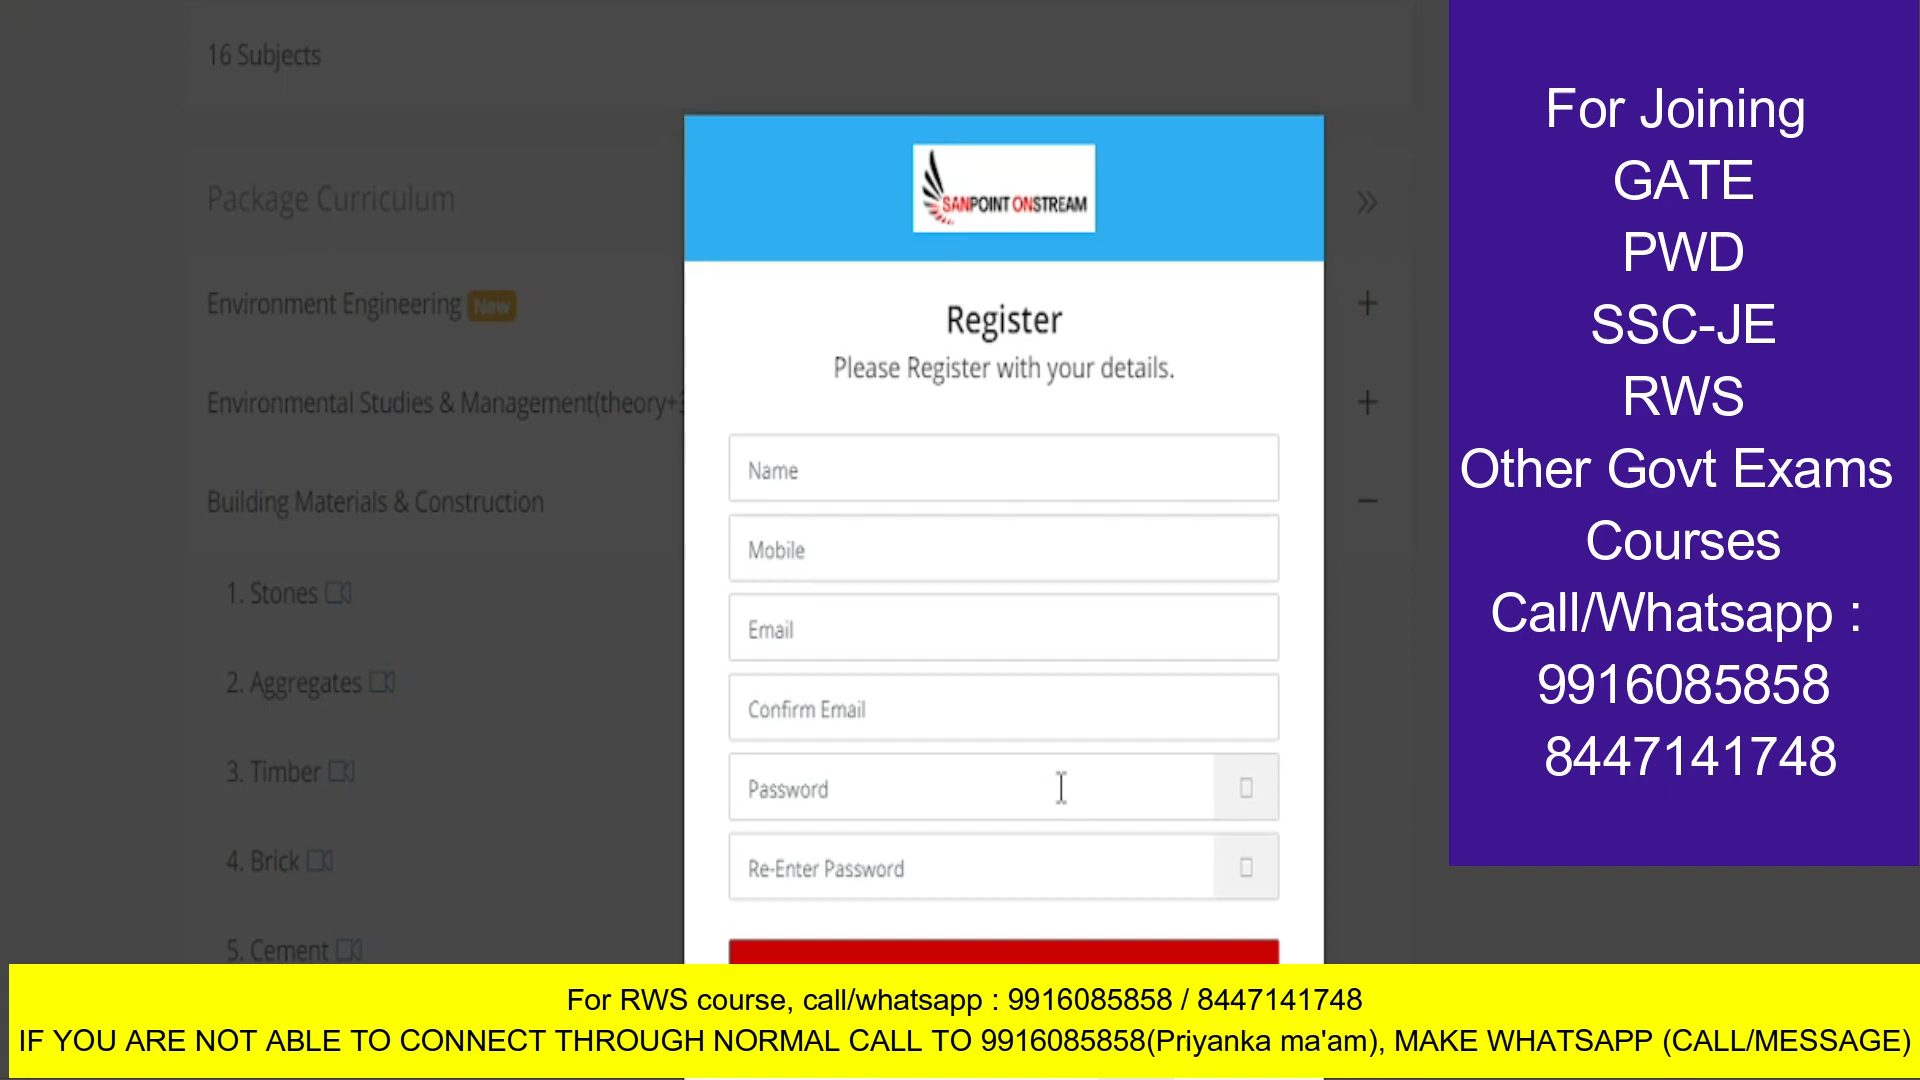 16 Subjects
Package Curriculum
Environment Engineering New
Environmental Studies & Management(theory+
Building Materials & Construction
1. Stones
2. Aggregates
3. Timber
4. Brick
5. Cement
SANPOINT ONSTREAM
Register
Please Register with your details.
Name
Mobile
Email
Confirm Email
Password
Re-Enter Password
For Joining
GATE
PWD
SSC-JE
RWS
Other Govt Exams
Courses
Call/Whatsapp :
9916085858
8447141748
For RWS course, call/whatsapp : 9916085858 / 8447141748
IF YOU ARE NOT ABLE TO CONNECT THROUGH NORMAL CALL TO 9916085858(Priyanka ma'am), MAKE WHATSAPP (CALL/MESSAGE)